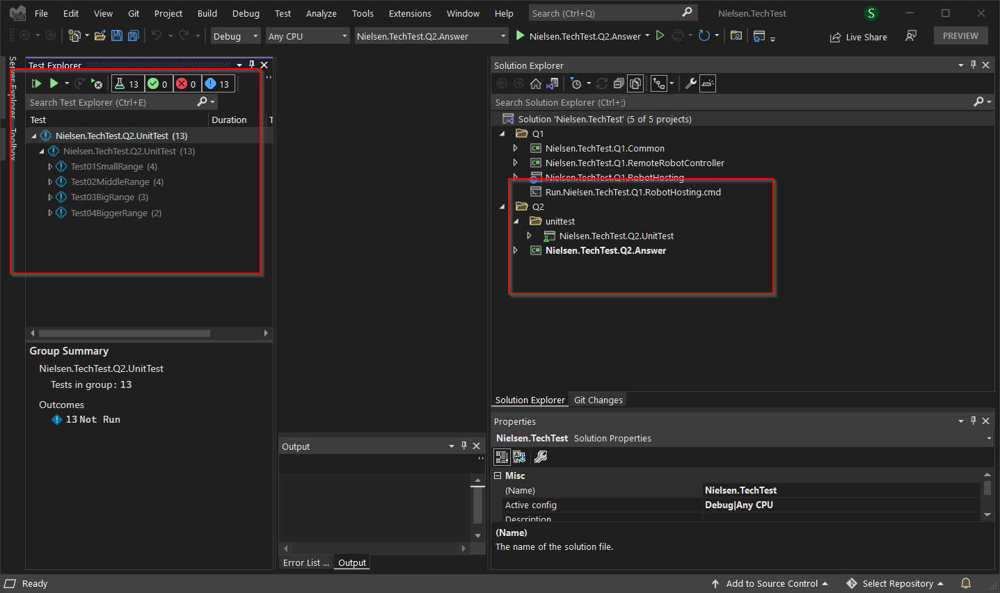 PRE
File Edit View Git Project Build Debug Test Analyze Tools Extensions Window Help Search (Ctrl+Q) Nielsen.TechTest S
Debug Any CPU Nielsen.TechTest.Q2.Answer Nielsen.TechTest.Q2.Answer Live Share PREVIEW
Server Explorer
Toolbox
Test Explorer
13 0 0 13
Search Test Explorer (Ctrl+E)
Test Duration T
Nielsen.TechTest.Q2.UnitTest (13)
Nielsen.TechTest.Q2.UnitTest (13)
Test01SmallRange (4)
Test02MiddleRange (4)
Test03BigRange (3)
Test04BiggerRange (2)
Group Summary
Nielsen.TechTest.Q2.UnitTest
Tests in group: 13
Outcomes
13 Not Run
Output
Error List ... Output
Solution Explorer
Search Solution Explorer (Ctrl+;)
Solution 'Nielsen.TechTest' (5 of 5 projects)
Q1
C# Nielsen.TechTest.Q1.Common
C# Nielsen.TechTest.Q1.RemoteRobotController
Nielsen.TechTest.Q1.RobotHosting
Run.Nielsen.TechTest.Q1.RobotHosting.cmd
Q2
unittest
Nielsen.TechTest.Q2.UnitTest
C# Nielsen.TechTest.Q2.Answer
Solution Explorer Git Changes
Properties
Nielsen.TechTest Solution Properties
Misc
(Name) Nielsen.TechTest
Active config Debug|Any CPU
Description
(Name)
The name of the solution file.
Ready Add to Source Control Select Repository